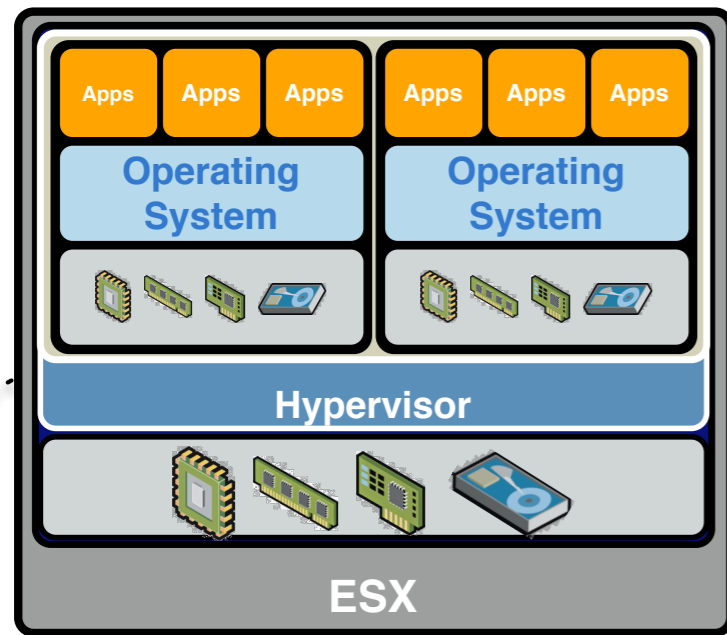 Apps Apps Apps Apps Apps Apps
Operating
System
Operating
System
Hypervisor
ESX